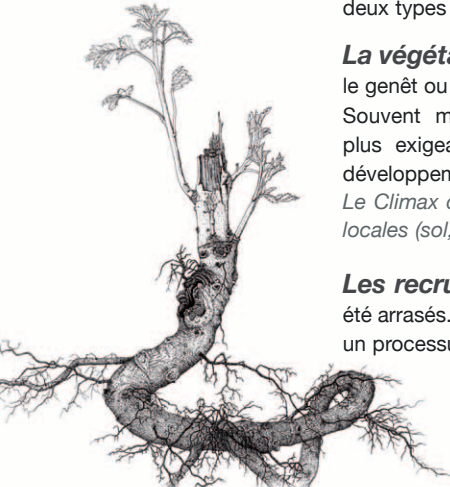 deux types
La végéta
le genêt ou
Souvent m
plus exigea
développen
Le Climax c
locales (sol,
Les recru
été arrasés.
un processu